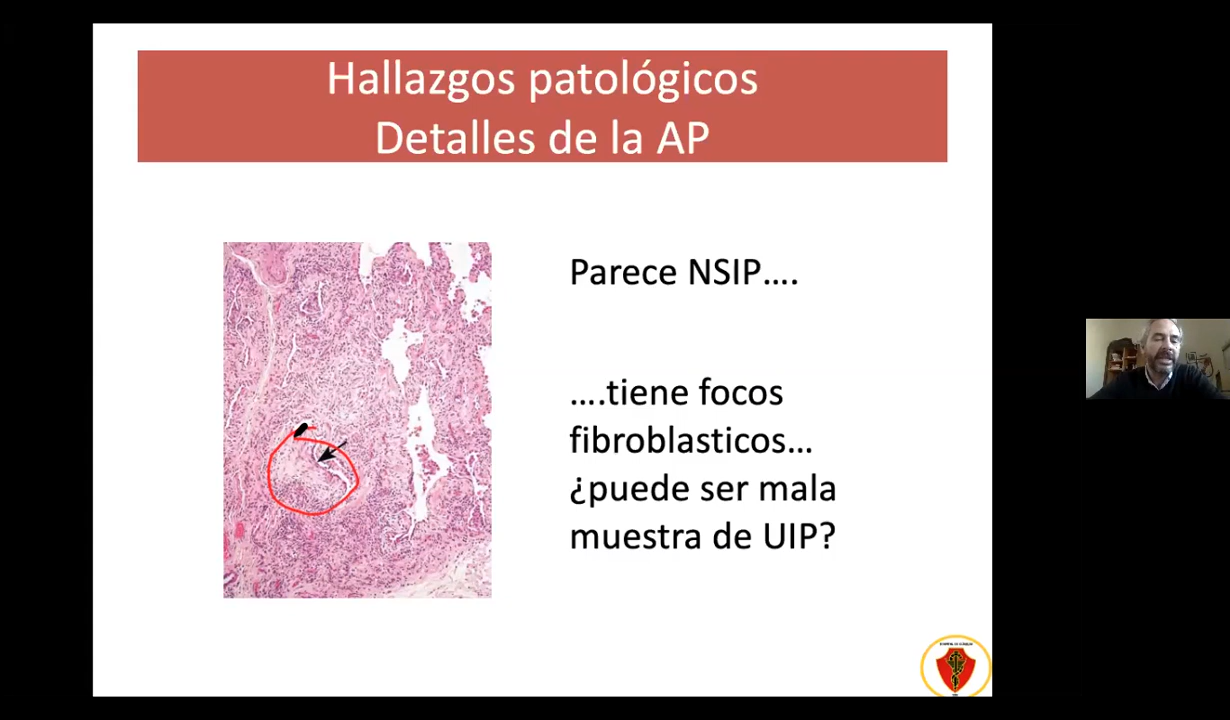 Hallazgos patológicos
Detalles de la AP
Parece NSIP....
....tiene focos
fibroblasticos...
¿puede ser mala
muestra de UIP?